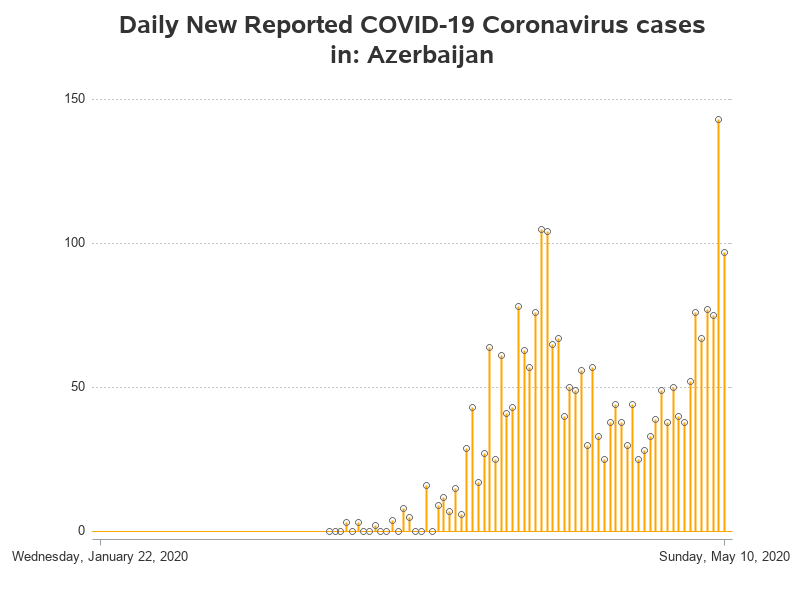 Daily New Reported COVID-19 Coronavirus cases
in: Azerbaijan
150
100
50
0
Wednesday, January 22, 2020
Sunday, May 10, 2020